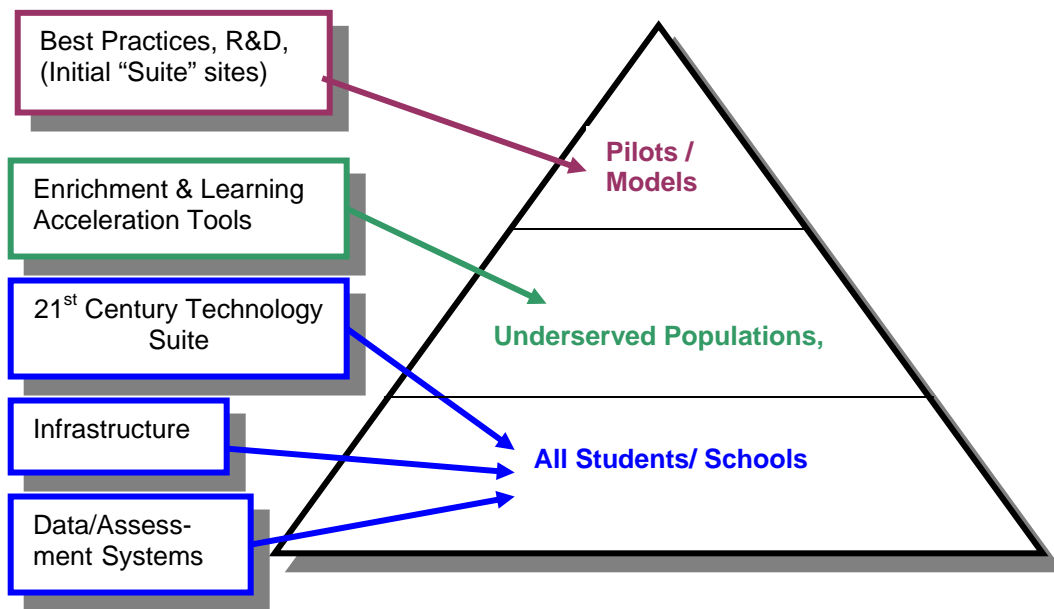 Best Practices, R&D,
(Initial “Suite” sites)
Pilots /
Models
Enrichment & Learning
Acceleration Tools
21st Century Technology
Suite
Underserved Populations,
Infrastructure
All Students/ Schools
Data/Assess-
ment Systems